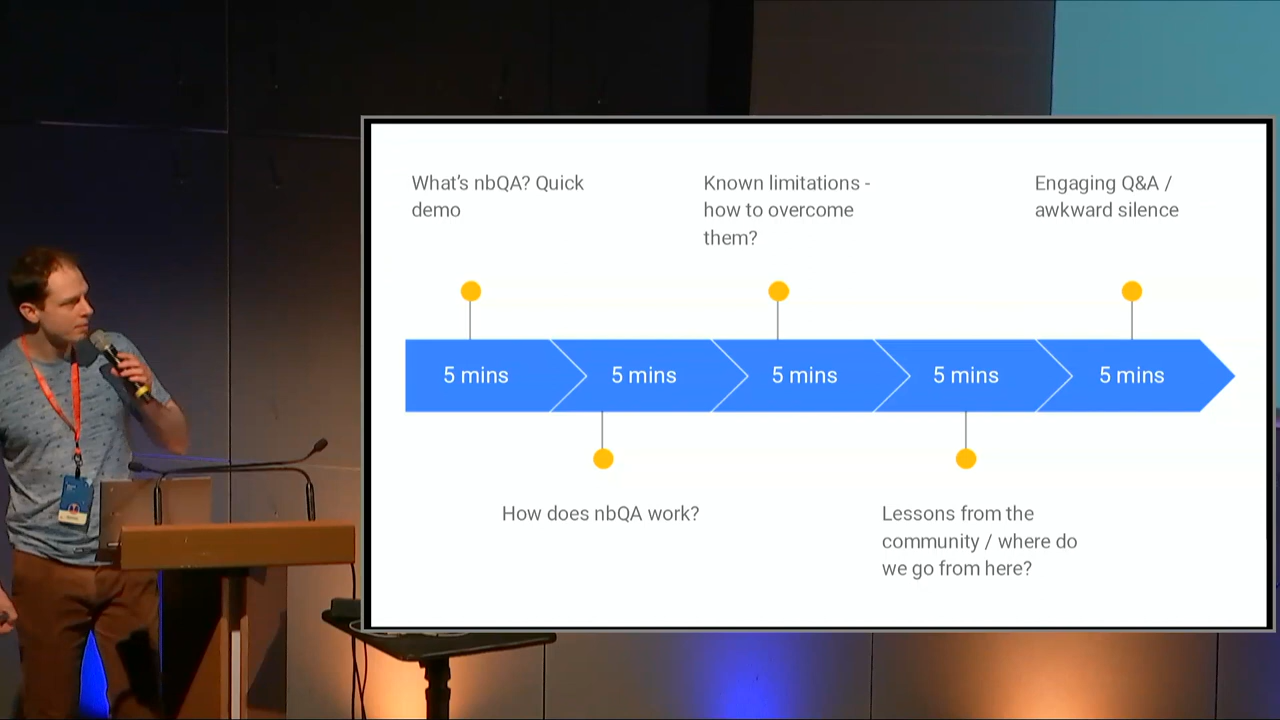 What's nbQA? Quick
demo
Known limitations -
how to overcome
them?
Engaging Q&A /
awkward silence
5 mins
5 mins
5 mins
5 mins
5 mins
How does nbQA work?
Lessons from the
community / where do
we go from here?